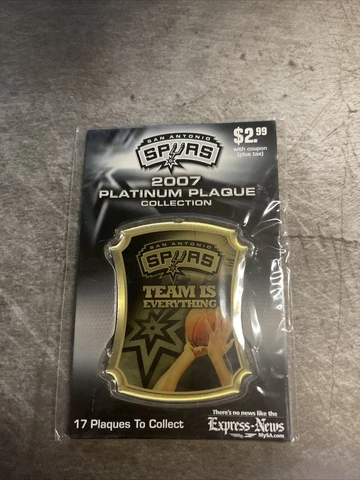 SAN ANTONIO
SPURS
$2.99
with coupon
(plus tax)
2007
PLATINUM PLAQUE
COLLECTION
SAN ANTONIO
SPURS
TEAM IS
EVERYTHING
17 Plaques To Collect
There's no news like the
Express-News
MySA.com